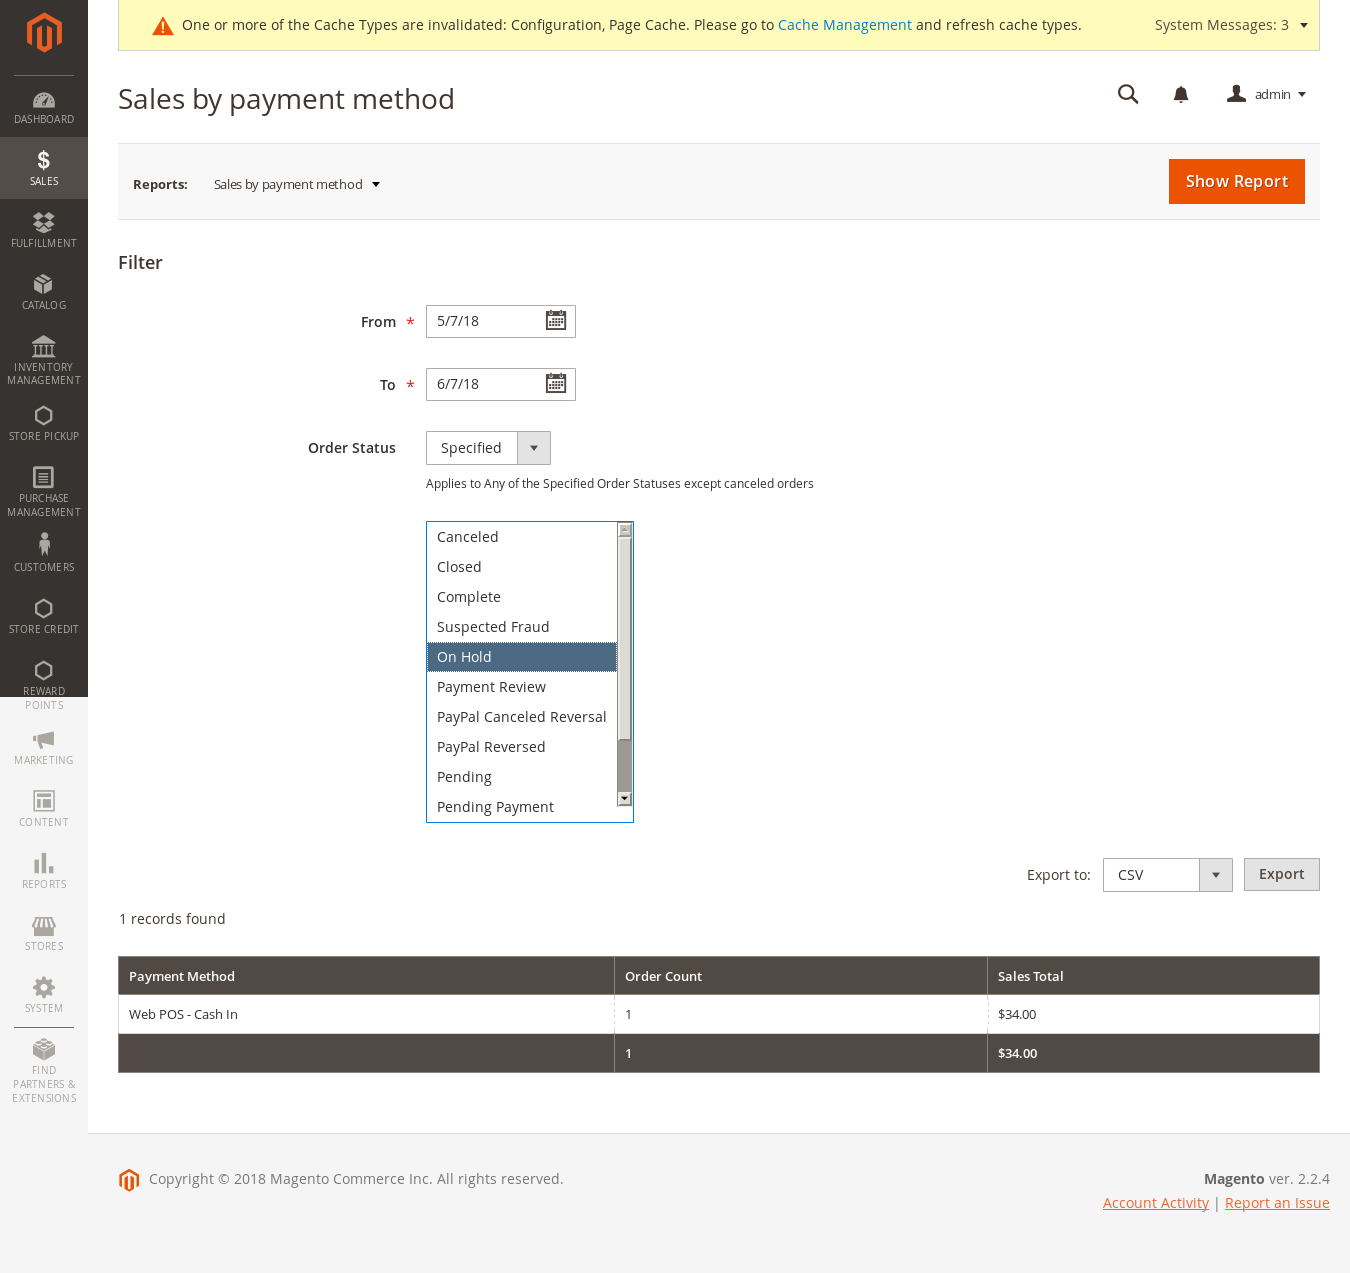 One or more of the Cache Types are invalidated: Configuration, Page Cache. Please go to Cache Management and refresh cache types.
System Messages: 3
Sales by payment method
admin
Reports:
Sales by payment method
Show Report
DASHBOARD
SALES
FULFILLMENT
CATALOG
INVENTORY
MANAGEMENT
STORE PICKUP
PURCHASE
MANAGEMENT
CUSTOMERS
STORE CREDIT
REWARD
POINTS
MARKETING
CONTENT
REPORTS
STORES
SYSTEM
FIND
PARTNERS &
EXTENSIONS
Filter
From *
5/7/18
To *
6/7/18
Order Status
Specified
Applies to Any of the Specified Order Statuses except canceled orders
Canceled
Closed
Complete
Suspected Fraud
On Hold
Payment Review
PayPal Canceled Reversal
PayPal Reversed
Pending
Pending Payment
Export to:
CSV
Export
1 records found
Payment Method Order Count Sales Total
Web POS - Cash In 1 $34.00
1 $34.00
Copyright © 2018 Magento Commerce Inc. All rights reserved.
Magento ver. 2.2.4
Account Activity | Report an Issue